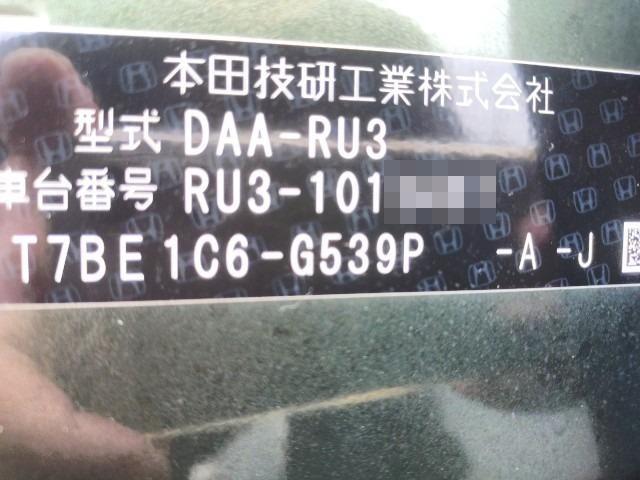 本田技研工業株式会社
型式 DAA-RU3
車台番号 RU3-101
T7BE1C6-G539P -A-J